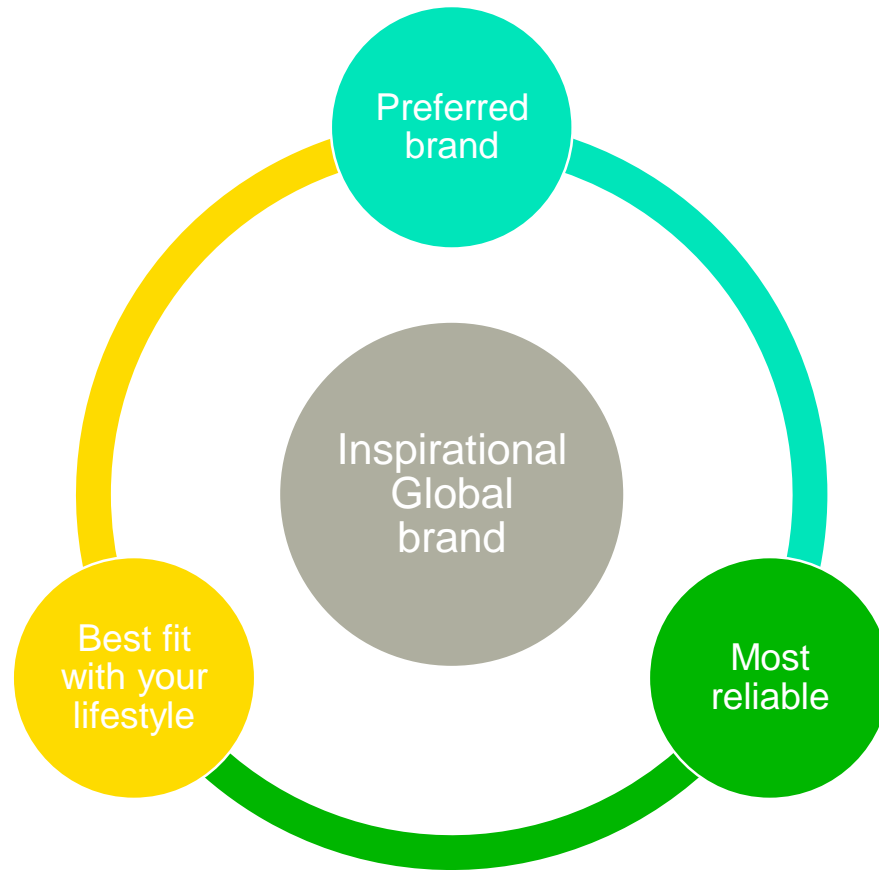 Preferred
brand
Inspirational
Global
brand
Best fit
with your
lifestyle
Most
reliable